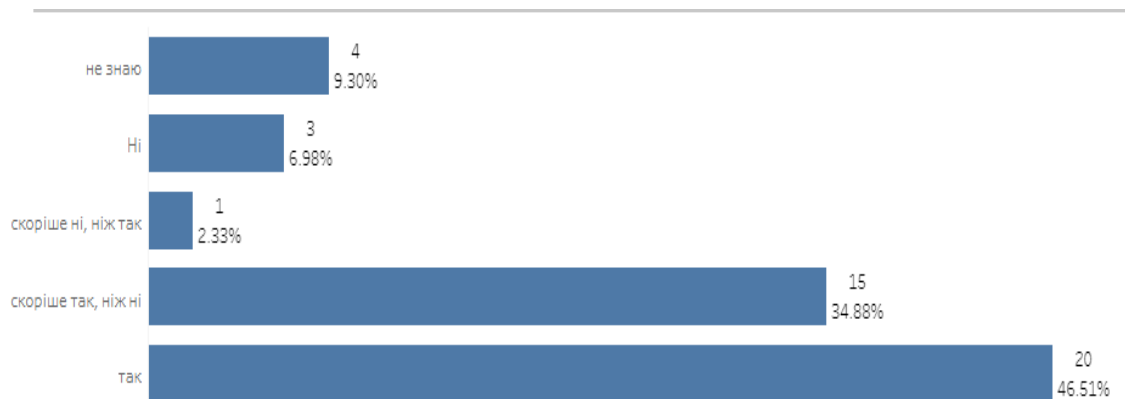 4
не знаю
9.30%
3
Ні
6.98%
1
скоріше ні, ніж так
2.33%
15
скоріше так, ніж ні
34.88%
20
так
46.51%